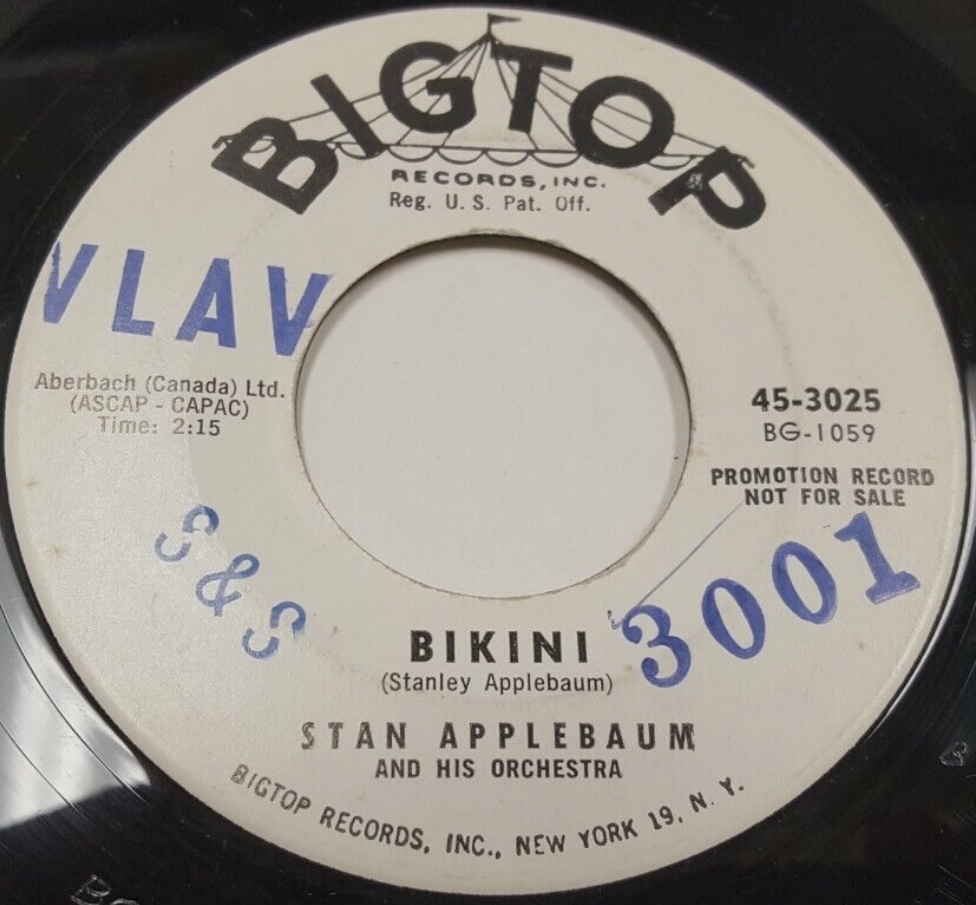 BIGTOP
RECORDS, INC.
Reg. U. S. Pat. Off.
VLAV
Aberbach (Canada) Ltd.
(ASCAP - CAPAC)
Time: 2:15
45-3025
BG-1059
PROMOTION RECORD
NOT FOR SALE
S & S
3001
BIKINI
(Stanley Applebaum)
STAN APPLEBAUM
AND HIS ORCHESTRA
BIGTOP RECORDS, INC., NEW YORK 19, N. Y.